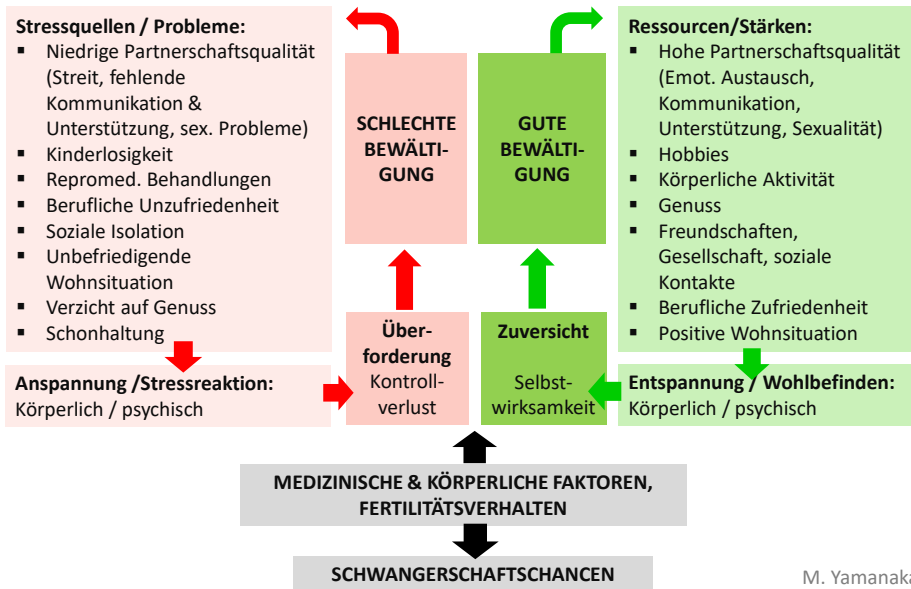 Stressquellen / Probleme:
▪ Niedrige Partnerschaftsqualität
(Streit, fehlende
Kommunikation &
Unterstützung, sex. Probleme)
▪ Kinderlosigkeit
▪ Repromed. Behandlungen
▪ Berufliche Unzufriedenheit
▪ Soziale Isolation
▪ Unbefriedigende
Wohnsituation
▪ Verzicht auf Genuss
▪ Schonhaltung
Anspannung /Stressreaktion:
Körperlich / psychisch
SCHLECHTE
BEWÄLTI-
GUNG
Über-
forderung
Kontroll-
verlust
GUTE
BEWÄLTI-
GUNG
Zuversicht
Selbst-
wirksamkeit
Ressourcen/Stärken:
▪ Hohe Partnerschaftsqualität
(Emot. Austausch,
Kommunikation,
Unterstützung, Sexualität)
▪ Hobbies
▪ Körperliche Aktivität
▪ Genuss
▪ Freundschaften,
Gesellschaft, soziale
Kontakte
▪ Berufliche Zufriedenheit
▪ Positive Wohnsituation
Entspannung / Wohlbefinden:
Körperlich / psychisch
MEDIZINISCHE & KÖRPERLICHE FAKTOREN,
FERTILITÄTSVERHALTEN
SCHWANGERSCHAFTSCHANCEN
M. Yamanaka